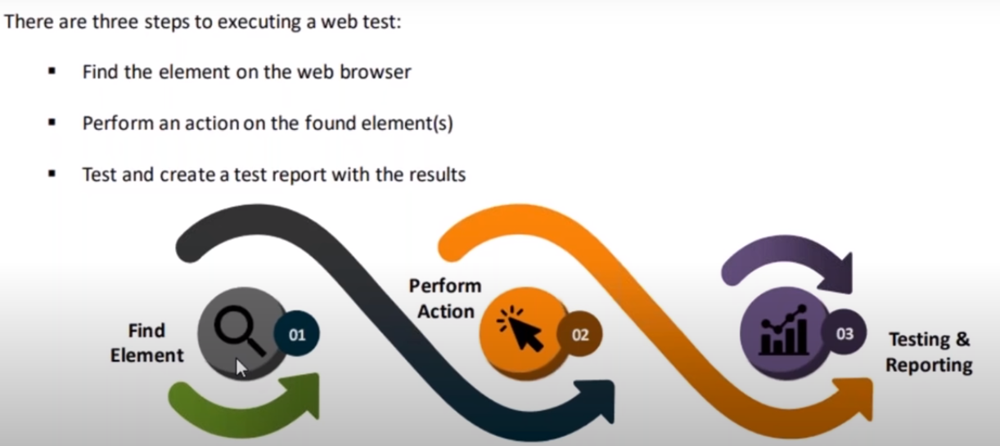 There are three steps to executing a web test:
▪ Find the element on the web browser
▪ Perform an action on the found element(s)
▪ Test and create a test report with the results
Find
Element
01
Perform
Action
02
03
Testing &
Reporting